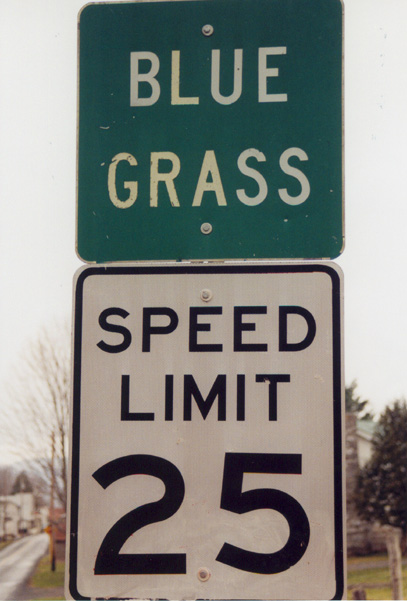 BLUE
GRASS
SPEED
LIMIT
25